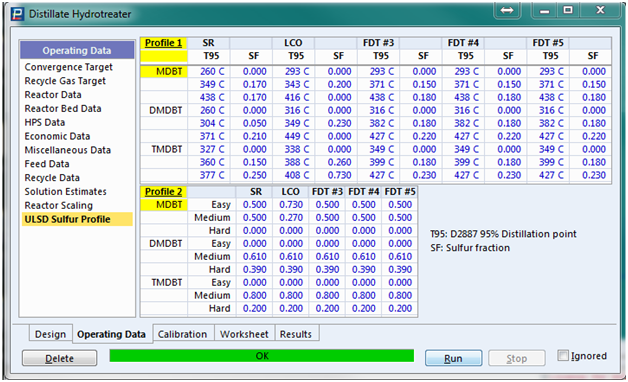 Distillate Hydrotreater
Operating Data
Convergence Target
Recycle Gas Target
Reactor Data
Reactor Bed Data
HPS Data
Economic Data
Miscellaneous Data
Feed Data
Recycle Data
Solution Estimates
Reactor Scaling
ULSD Sulfur Profile
Profile 1 SR LCO FDT #3 FDT #4 FDT #5
T95 SF T95 SF T95 SF T95 SF T95 SF
MDBT 260 C 0.000 293 C 0.000 293 C 0.000 293 C 0.000 293 C 0.000
349 C 0.170 343 C 0.200 371 C 0.150 371 C 0.150 371 C 0.150
438 C 0.170 416 C 0.000 438 C 0.180 438 C 0.180 438 C 0.180
DMDBT 260 C 0.000 316 C 0.000 316 C 0.000 316 C 0.000 316 C 0.000
304 C 0.050 349 C 0.230 382 C 0.180 382 C 0.180 382 C 0.180
371 C 0.210 449 C 0.000 427 C 0.220 427 C 0.220 427 C 0.220
TMDBT 327 C 0.000 338 C 0.000 349 C 0.000 349 C 0.000 349 C 0.000
360 C 0.150 388 C 0.260 399 C 0.180 399 C 0.180 399 C 0.180
377 C 0.250 408 C 0.730 427 C 0.230 427 C 0.230 427 C 0.230
Profile 2 SR LCO FDT #3 FDT #4 FDT #5
MDBT Easy 0.500 0.730 0.500 0.500 0.500
Medium 0.500 0.270 0.500 0.500 0.500
Hard 0.000 0.000 0.000 0.000 0.000
DMDBT Easy 0.000 0.000 0.000 0.000 0.000
Medium 0.610 0.610 0.610 0.610 0.610
Hard 0.390 0.390 0.390 0.390 0.390
TMDBT Easy 0.000 0.000 0.000 0.000 0.000
Medium 0.800 0.800 0.800 0.800 0.800
Hard 0.200 0.200 0.200 0.200 0.200
T95: D2887 95% Distillation point
SF: Sulfur fraction
Design Operating Data Calibration Worksheet Results
Delete OK Run Stop Ignored